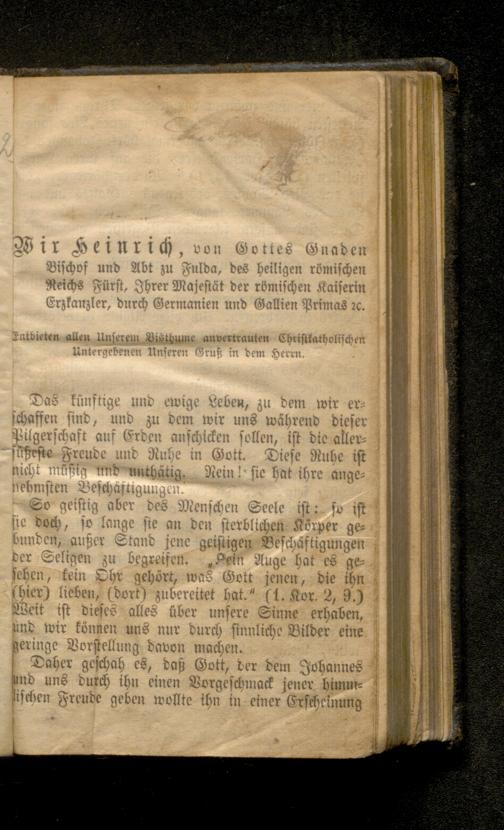 Wir Heinrich, von Gottes Gnaden
Bischof und Abt zu Fulda, des heiligen römischen
Reichs Fürst, Ihrer Majestät der römischen Kaiserin
Erzkanzler, durch Germanien und Gallien Primas ꝛc.
Entbieten allen Unserem Bisthume anvertrauten Christkatholischen
Untergebenen Unseren Gruß in dem Herrn.
Das künftige und ewige Leben, zu dem wir er-
schaffen sind, und zu dem wir uns während dieser
Pilgerschaft auf Erden anschicken sollen, ist die aller-
süßeste Freude und Ruhe in Gott. Diese Ruhe ist
nicht müßig und unthätig. Nein! sie hat ihre ange-
nehmsten Beschäftigungen.
So geistig aber des Menschen Seele ist: so ist
sie doch, so lange sie an den sterblichen Körper ge-
bunden, außer Stand jene geistigen Beschäftigungen
der Seligen zu begreifen. „Kein Auge hat es ge-
sehen, kein Ohr gehört, was Gott jenen, die ihn
(hier) lieben, (dort) zubereitet hat.“ (1. Kor. 2, 9.)
Weit ist dieses alles über unsere Sinne erhaben,
und wir können uns nur durch sinnliche Bilder eine
geringe Vorstellung davon machen.
Daher geschah es, daß Gott, der dem Johannes
und uns durch ihn einen Vorgeschmack jener himm-
lischen Freude geben wollte ihn in einer Erscheinung